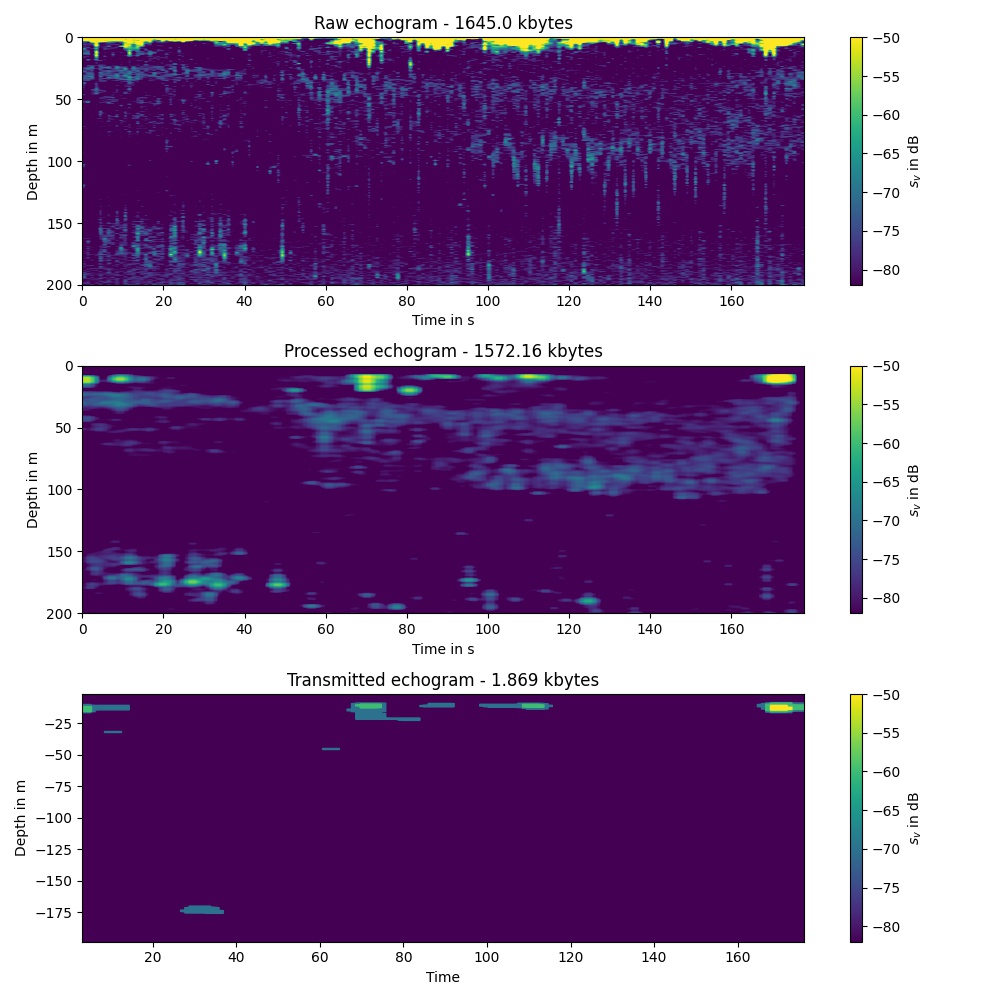 Raw echogram - 1645.0 kbytes
0
50
100
150
200
Depth in m
0 20 40 60 80 100 120 140 160
Time in s
−50
−55
−60
−65
−70
−75
−80
sv in dB
Processed echogram - 1572.16 kbytes
0
50
100
150
200
Depth in m
0 20 40 60 80 100 120 140 160
Time in s
−50
−55
−60
−65
−70
−75
−80
sv in dB
Transmitted echogram - 1.869 kbytes
−25
−50
−75
−100
−125
−150
−175
Depth in m
20 40 60 80 100 120 140 160
Time
−50
−55
−60
−65
−70
−75
−80
sv in dB